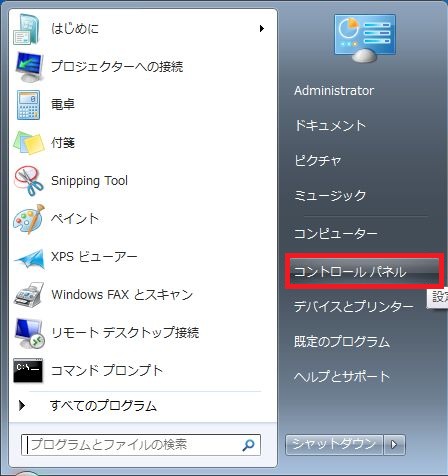 はじめに
プロジェクターへの接続
電卓
付箋
Snipping Tool
ペイント
XPS ビューアー
Windows FAX とスキャン
リモート デスクトップ接続
コマンド プロンプト
すべてのプログラム
プログラムとファイルの検索
Administrator
ドキュメント
ピクチャ
ミュージック
コンピューター
コントロール パネル
設定
デバイスとプリンター
既定のプログラム
ヘルプとサポート
シャットダウン